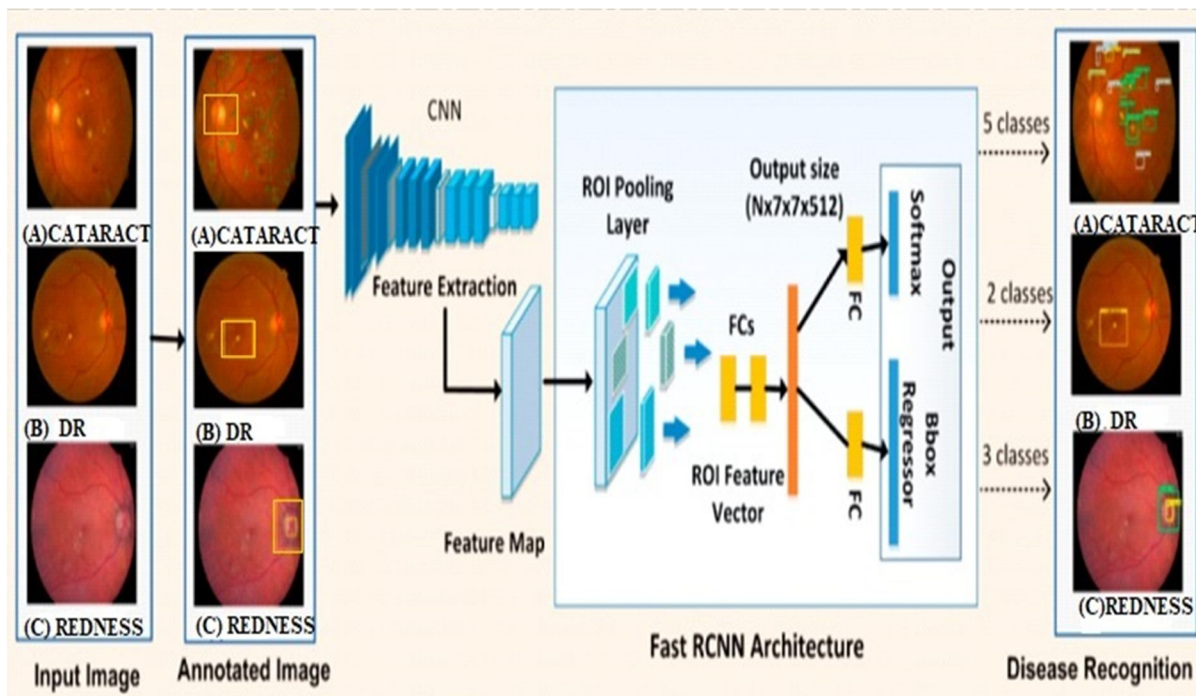 (A)CATARACT
(B) DR
(C) REDNESS
Input Image
(A)CATARACT
(B) DR
(C) REDNESS
Annotated Image
CNN
Feature Extraction
Feature Map
ROI Pooling
Layer
FCs
Output size
(Nx7x7x512)
ROI Feature
Vector
FC
FC
Softmax
Bbox
Regressor
Output
Fast RCNN Architecture
5 classes
2 classes
3 classes
(A)CATARACT
(B) . DR
(C)REDNESS
Disease Recognition